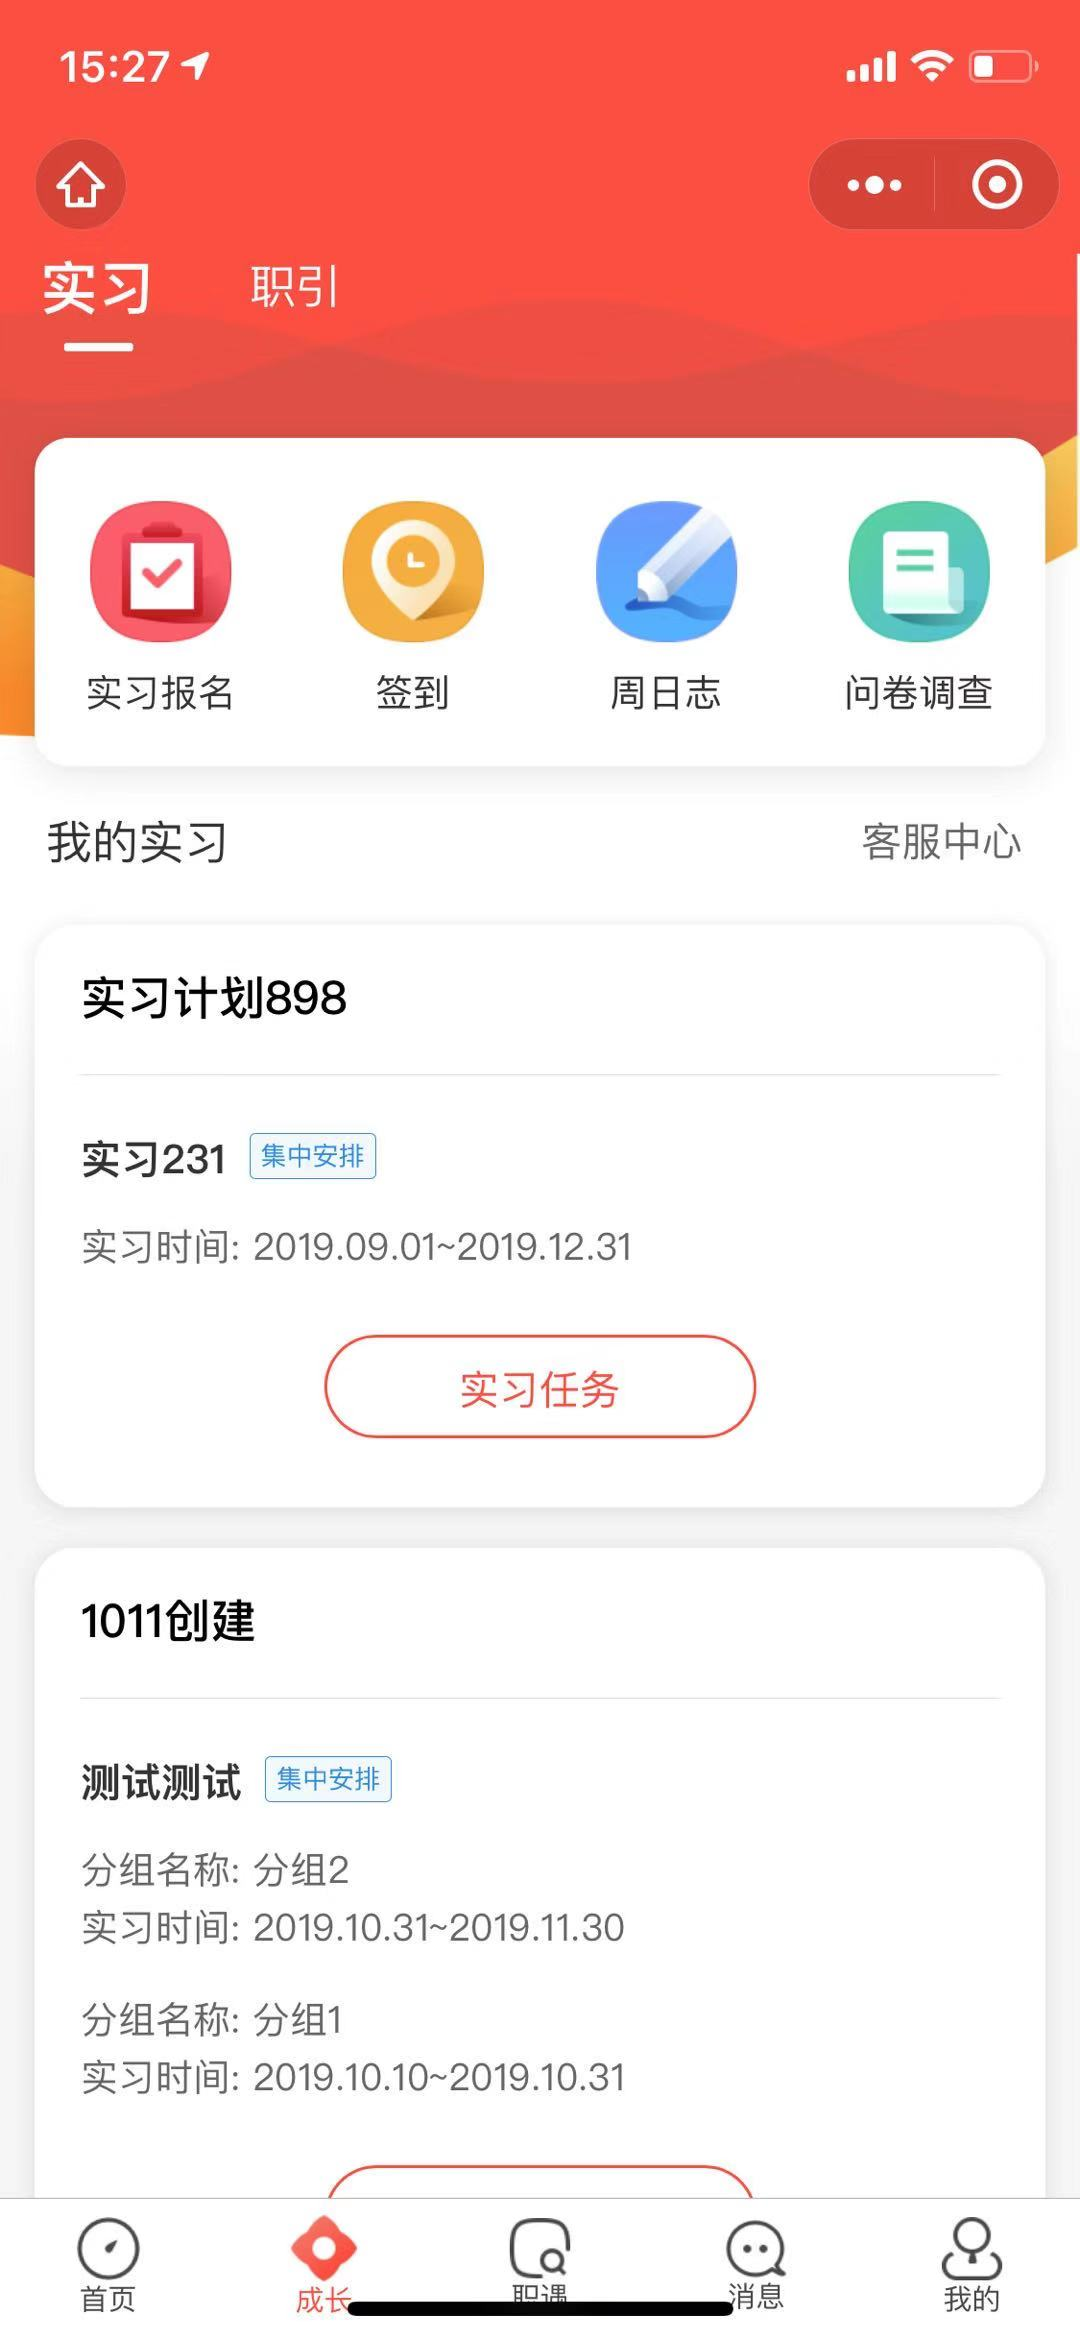 15:27
实习
职引
实习报名
签到
周日志
问卷调查
我的实习
客服中心
实习计划898
实习231
集中安排
实习时间: 2019.09.01~2019.12.31
实习任务
1011创建
测试测试
集中安排
分组名称: 分组2
实习时间: 2019.10.31~2019.11.30
分组名称: 分组1
实习时间: 2019.10.10~2019.10.31
首页
成长
职遇
消息
我的